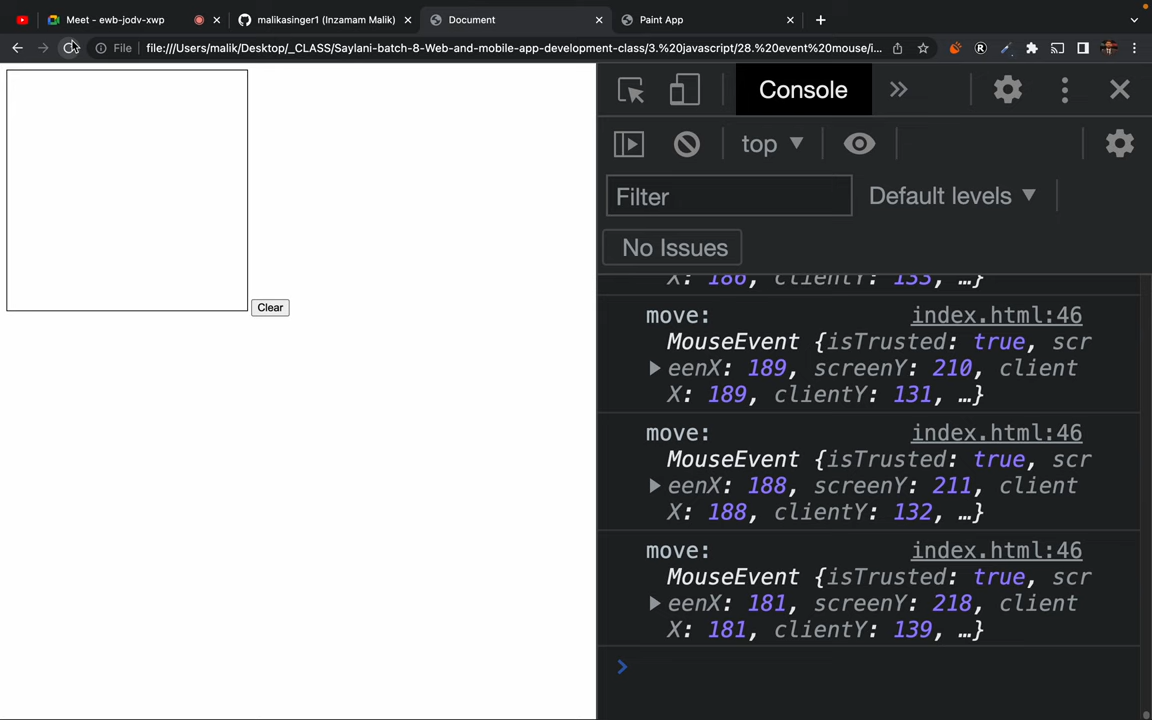 Meet - ewb-jodv-xwp
malikasinger1 (Inzamam Malik)
Document
Paint App
File
file:///Users/malik/Desktop/_CLASS/Saylani-batch-8-Web-and-mobile-app-development-class/3.%20javascript/28.%20event%20mouse/i...
Console
top
Filter
Default levels
No Issues
X: 186, clientY: 133, …}
move: index.html:46
MouseEvent {isTrusted: true, scr
eenX: 189, screenY: 210, client
X: 189, clientY: 131, …}
move: index.html:46
MouseEvent {isTrusted: true, scr
eenX: 188, screenY: 211, client
X: 188, clientY: 132, …}
move: index.html:46
MouseEvent {isTrusted: true, scr
eenX: 181, screenY: 218, client
X: 181, clientY: 139, …}
Clear